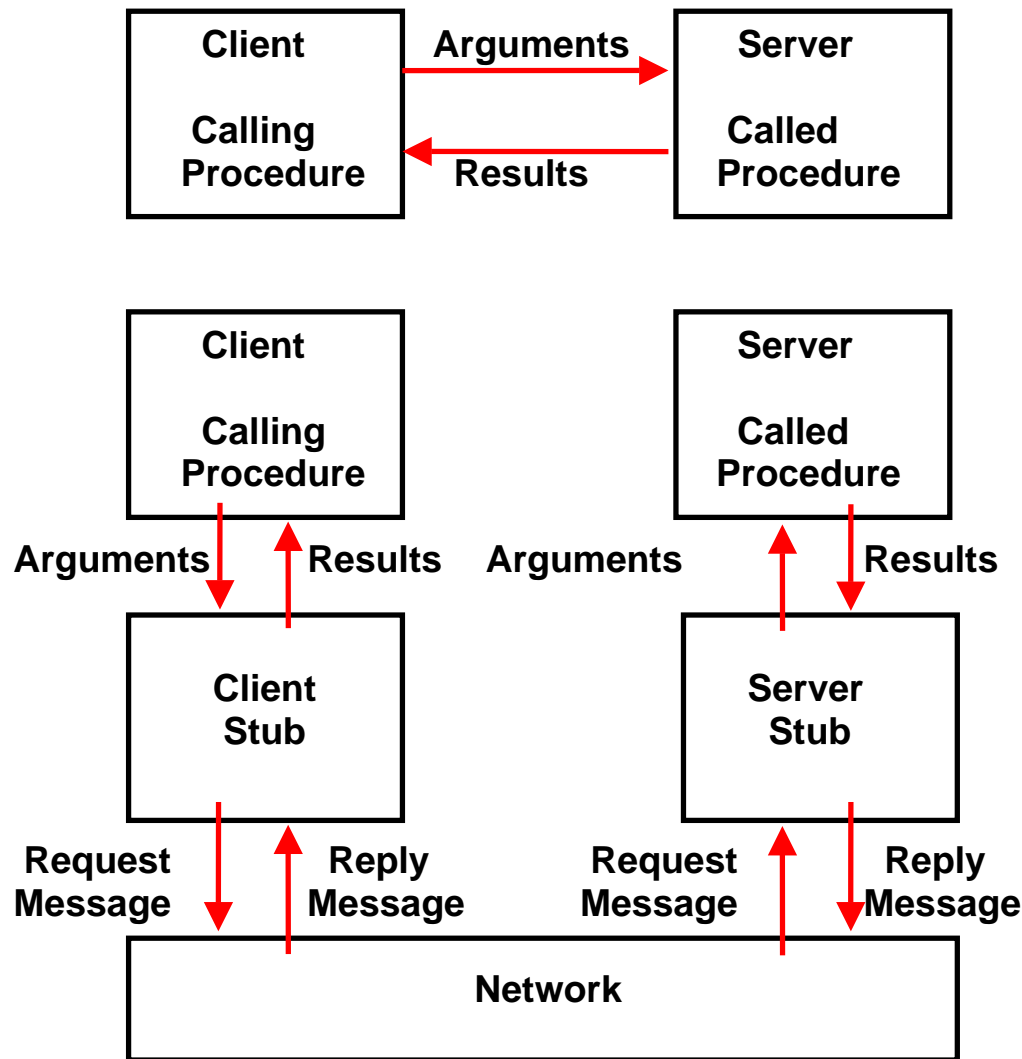 Client Arguments Server
Calling Called
Procedure Results Procedure
Client Server
Calling Called
Procedure Procedure
Arguments Results Arguments Results
Client Server
Stub Stub
Request Reply Request Reply
Message Message Message Message
Network